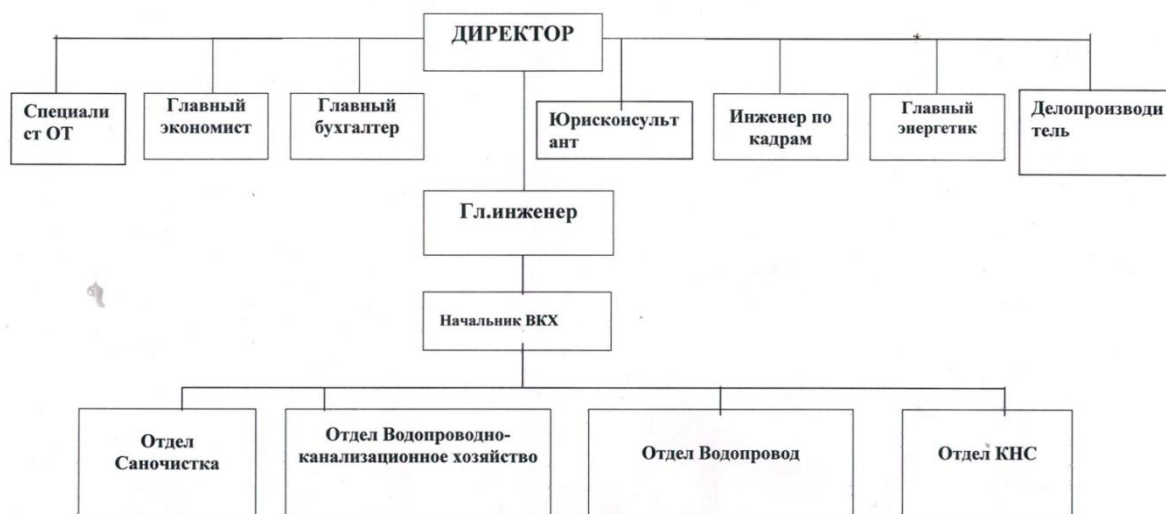 ДИРЕКТОР
Специали
ст ОТ
Главный
экономист
Главный
бухгалтер
Юрисконсульт
ант
Инженер по
кадрам
Главный
энергетик
Делопроизводи
тель
Гл.инженер
Начальник ВКХ
Отдел
Саночистка
Отдел Водопроводно-
канализационное хозяйство
Отдел Водопровод
Отдел КНС